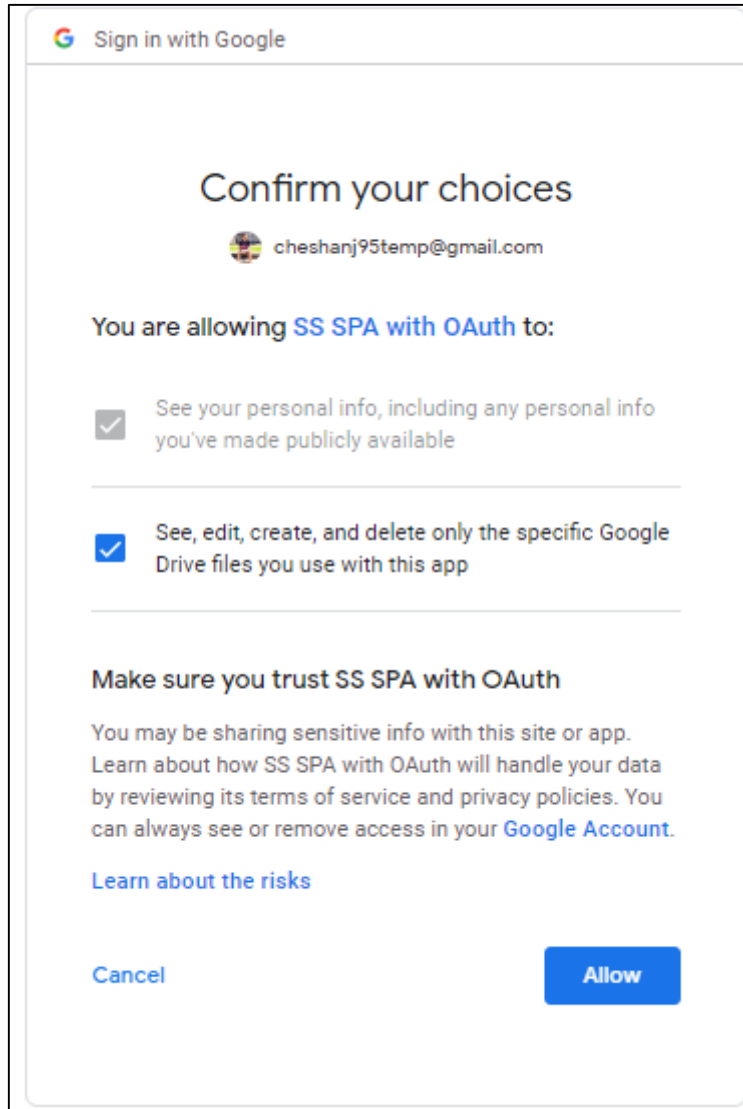 Sign in with Google
Confirm your choices
cheshanj95temp@gmail.com
You are allowing SS SPA with OAuth to:
See your personal info, including any personal info
you've made publicly available
See, edit, create, and delete only the specific Google
Drive files you use with this app
Make sure you trust SS SPA with OAuth
You may be sharing sensitive info with this site or app.
Learn about how SS SPA with OAuth will handle your data
by reviewing its terms of service and privacy policies. You
can always see or remove access in your Google Account.
Learn about the risks
Cancel
Allow